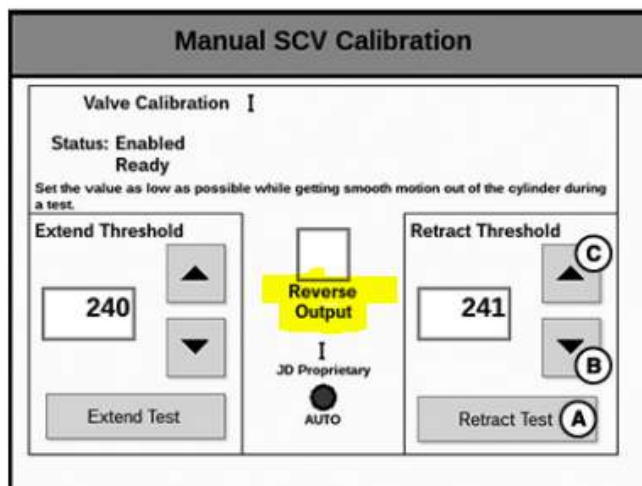 Manual SCV Calibration
Valve Calibration I
Status: Enabled
Ready
Set the value as low as possible while getting smooth motion out of the cylinder during
a test.
Extend Threshold
240
Extend Test
Reverse
Output
I
JD Proprietary
AUTO
Retract Threshold
C
241
B
Retract Test A